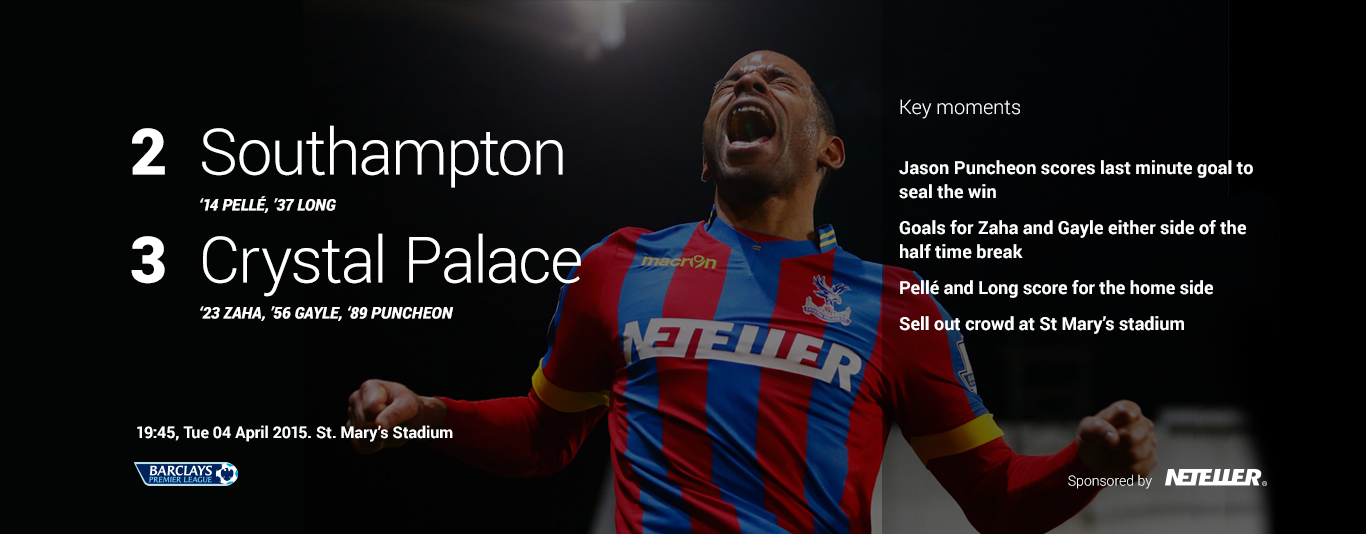 2 Southampton
‘14 PELLÉ, ’37 LONG
3 Crystal Palace
‘23 ZAHA, ’56 GAYLE, ‘89 PUNCHEON
19:45, Tue 04 April 2015. St. Mary’s Stadium
BARCLAYS
PREMIER LEAGUE
macron
NETELLER
Key moments
Jason Puncheon scores last minute goal to
seal the win
Goals for Zaha and Gayle either side of the
half time break
Pellé and Long score for the home side
Sell out crowd at St Mary’s stadium
Sponsored by NETELLER®